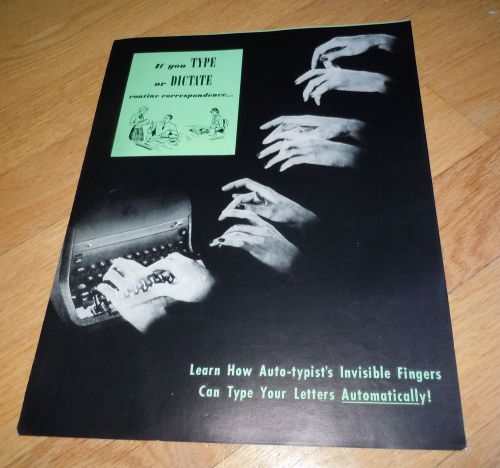 If you TYPE
or DICTATE
routine correspondence...
Learn How Auto-typist's Invisible Fingers
Can Type Your Letters Automatically!